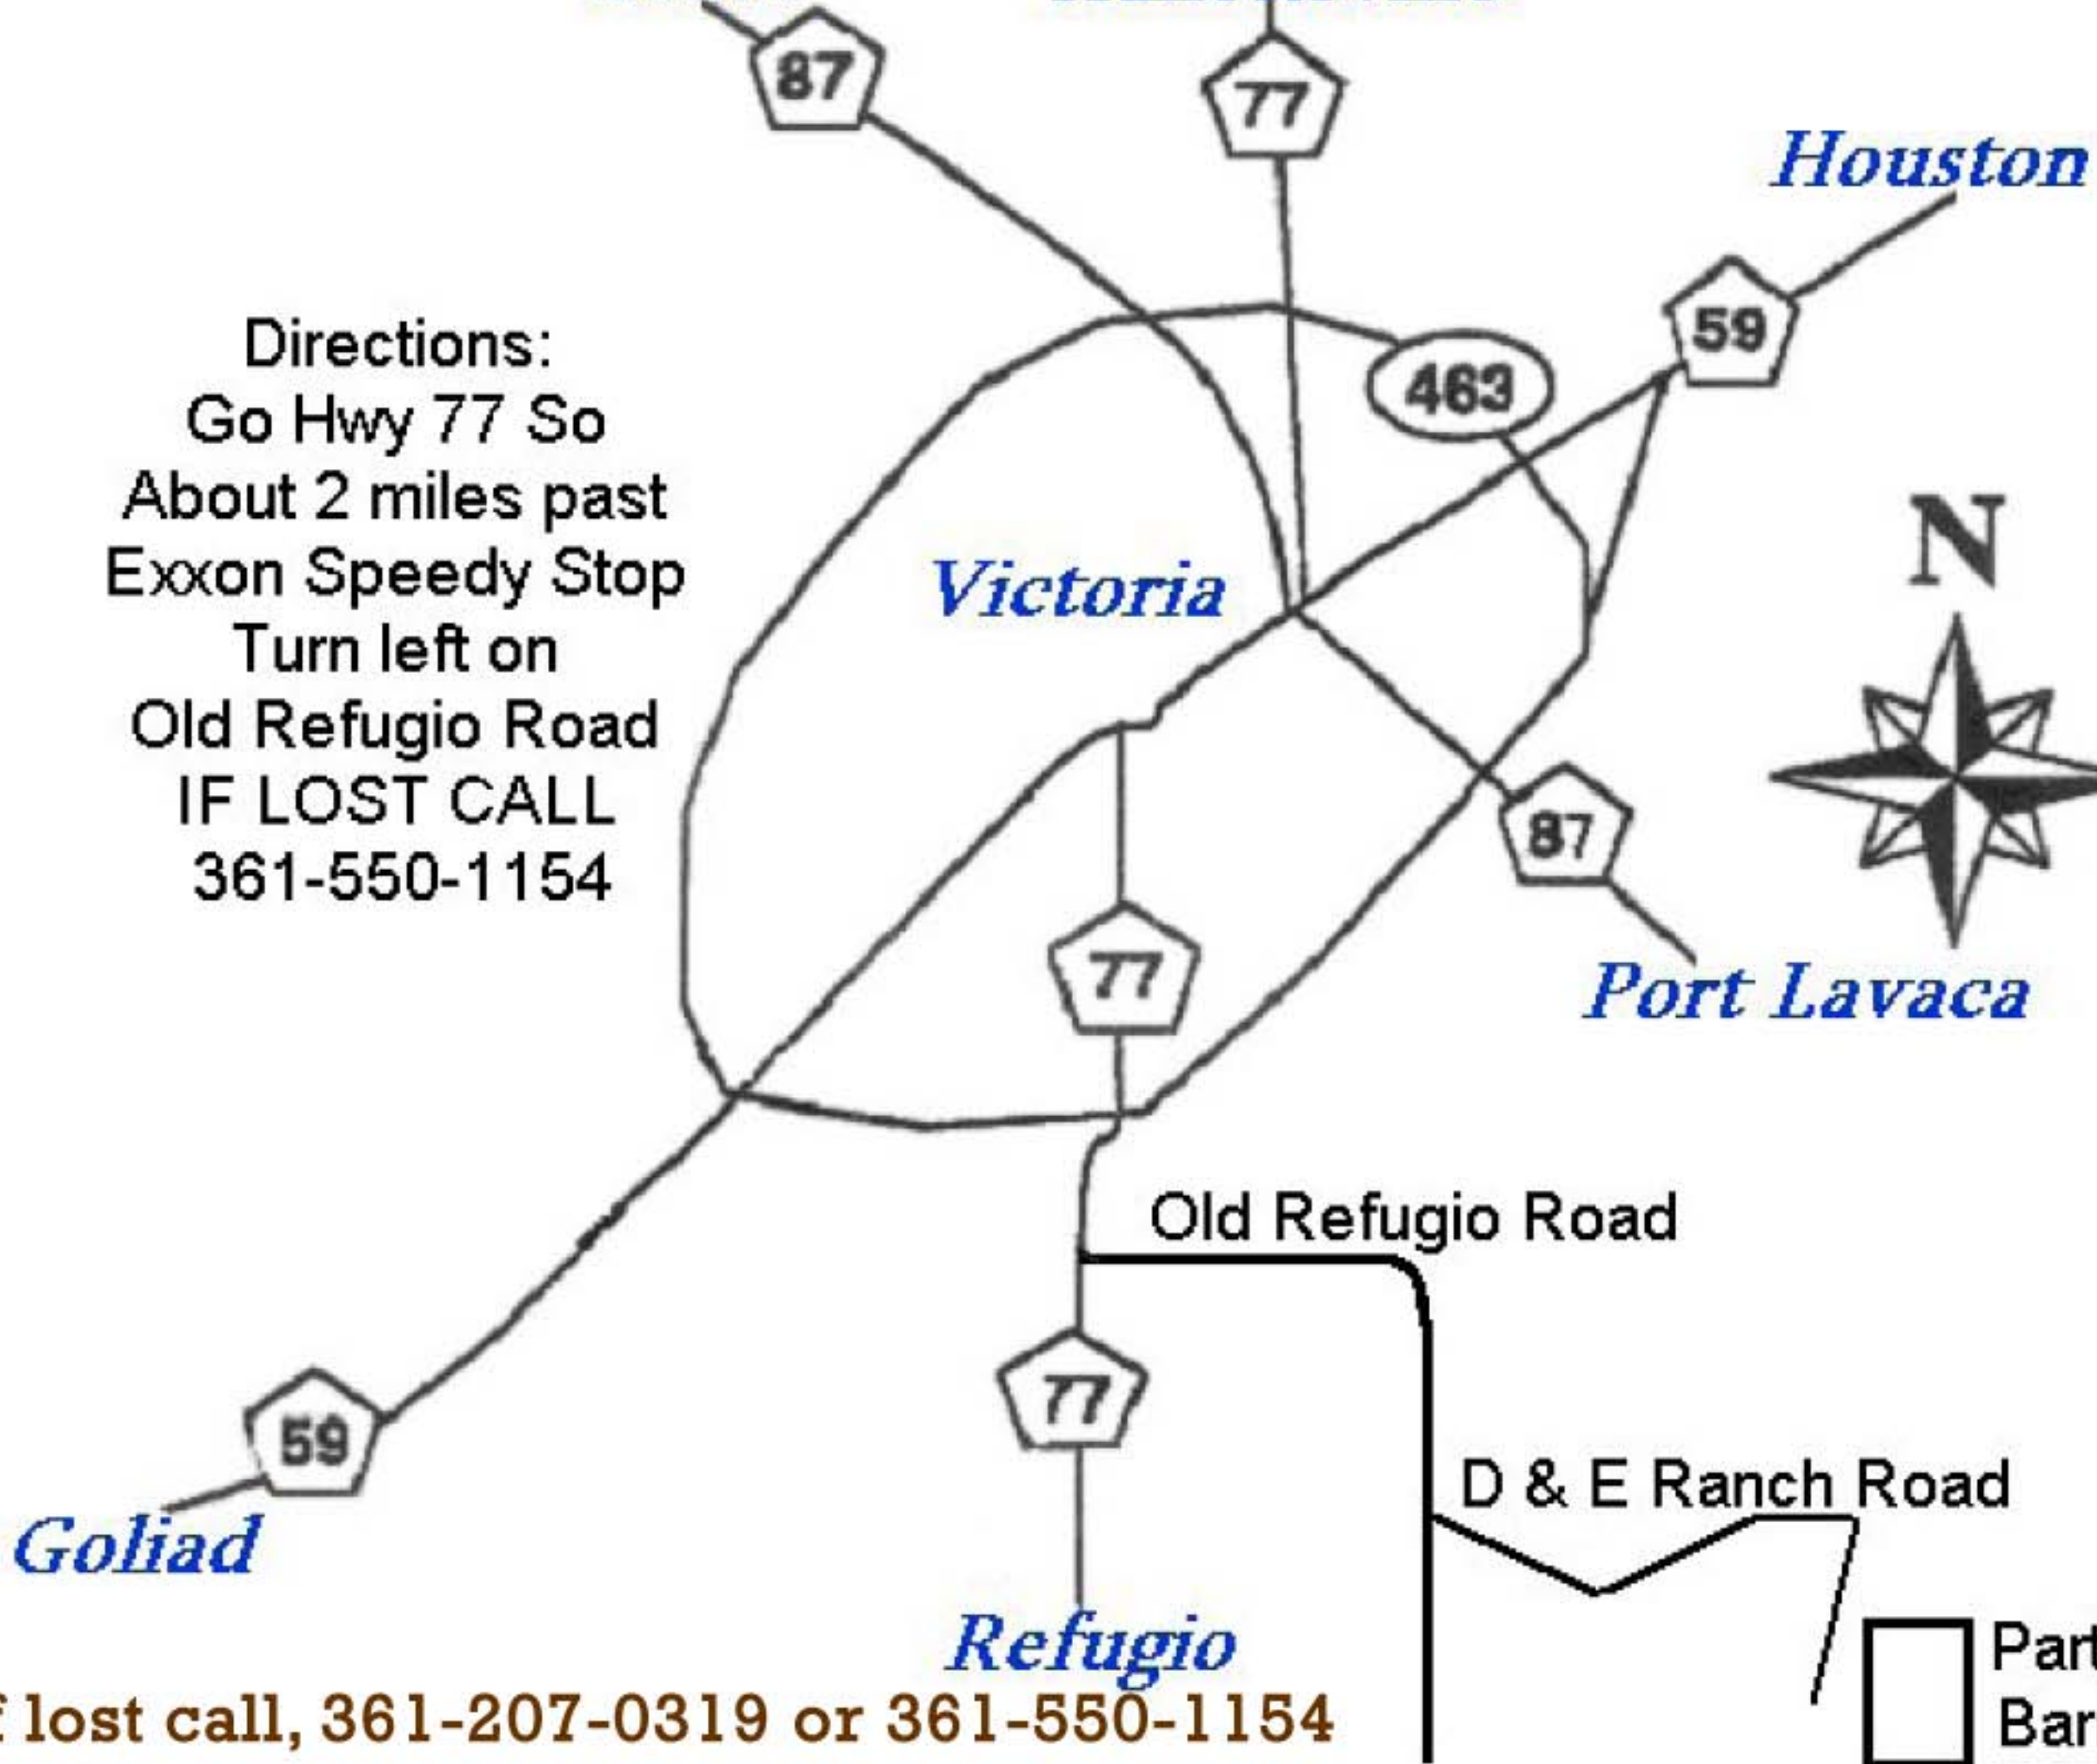 87
77
Houston
59
463
Directions:
Go Hwy 77 So
About 2 miles past
Exxon Speedy Stop
Turn left on
Old Refugio Road
IF LOST CALL
361-550-1154
N
Victoria
87
77
Port Lavaca
Old Refugio Road
77
59
D & E Ranch Road
Goliad
Refugio
Part
Bar
lost call, 361-207-0319 or 361-550-1154